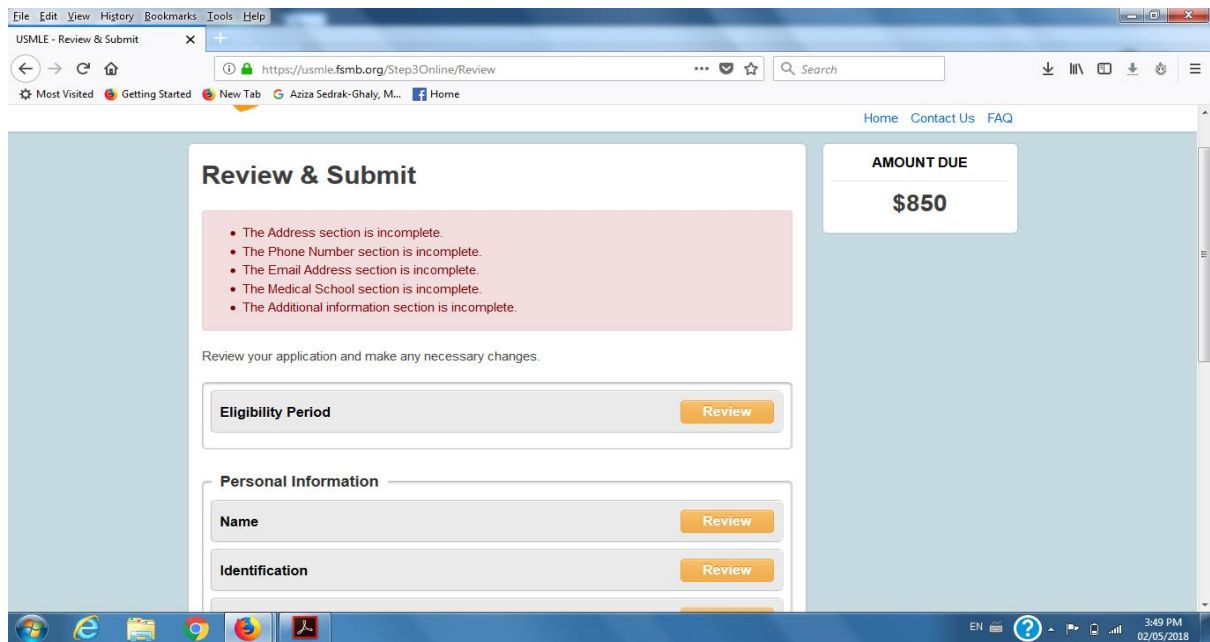 File Edit View History Bookmarks Tools Help
USMLE - Review & Submit
https://usmle.fsmb.org/Step3Online/Review
Search
Most Visited Getting Started New Tab Aziza Sedrak-Ghaly, M... Home
Home Contact Us FAQ
Review & Submit
• The Address section is incomplete.
• The Phone Number section is incomplete.
• The Email Address section is incomplete.
• The Medical School section is incomplete.
• The Additional information section is incomplete.
Review your application and make any necessary changes.
Eligibility Period Review
Personal Information
Name Review
Identification Review
AMOUNT DUE
$850
EN
3:49 PM
02/05/2018